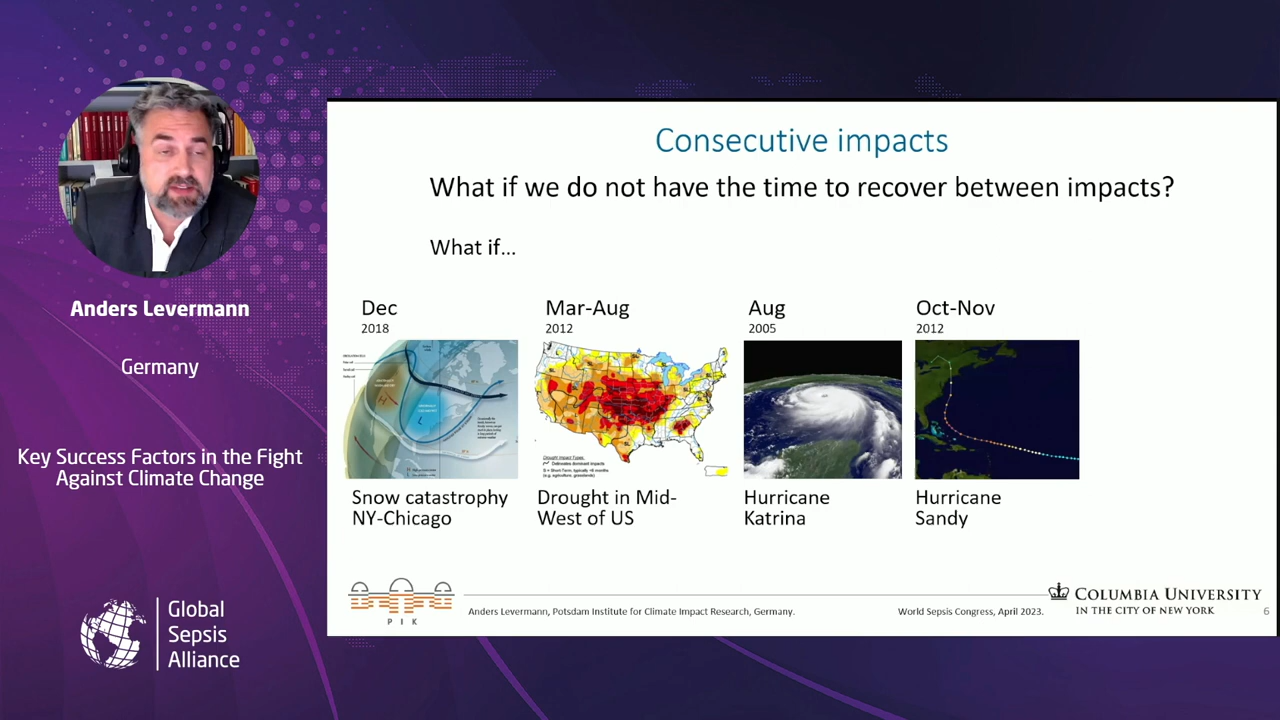 Consecutive impacts
What if we do not have the time to recover between impacts?
What if...
Dec
2018
Mar-Aug
2012
Aug
2005
Oct-Nov
2012
Snow catastrophy
NY-Chicago
Drought in Mid-
West of US
Hurricane
Katrina
Hurricane
Sandy
Anders Levermann
Germany
Key Success Factors in the Fight
Against Climate Change
Global
Sepsis
Alliance
P I K
Anders Levermann, Potsdam Institute for Climate Impact Research, Germany.
World Sepsis Congress, April 2023.
COLUMBIA UNIVERSITY
IN THE CITY OF NEW YORK
6